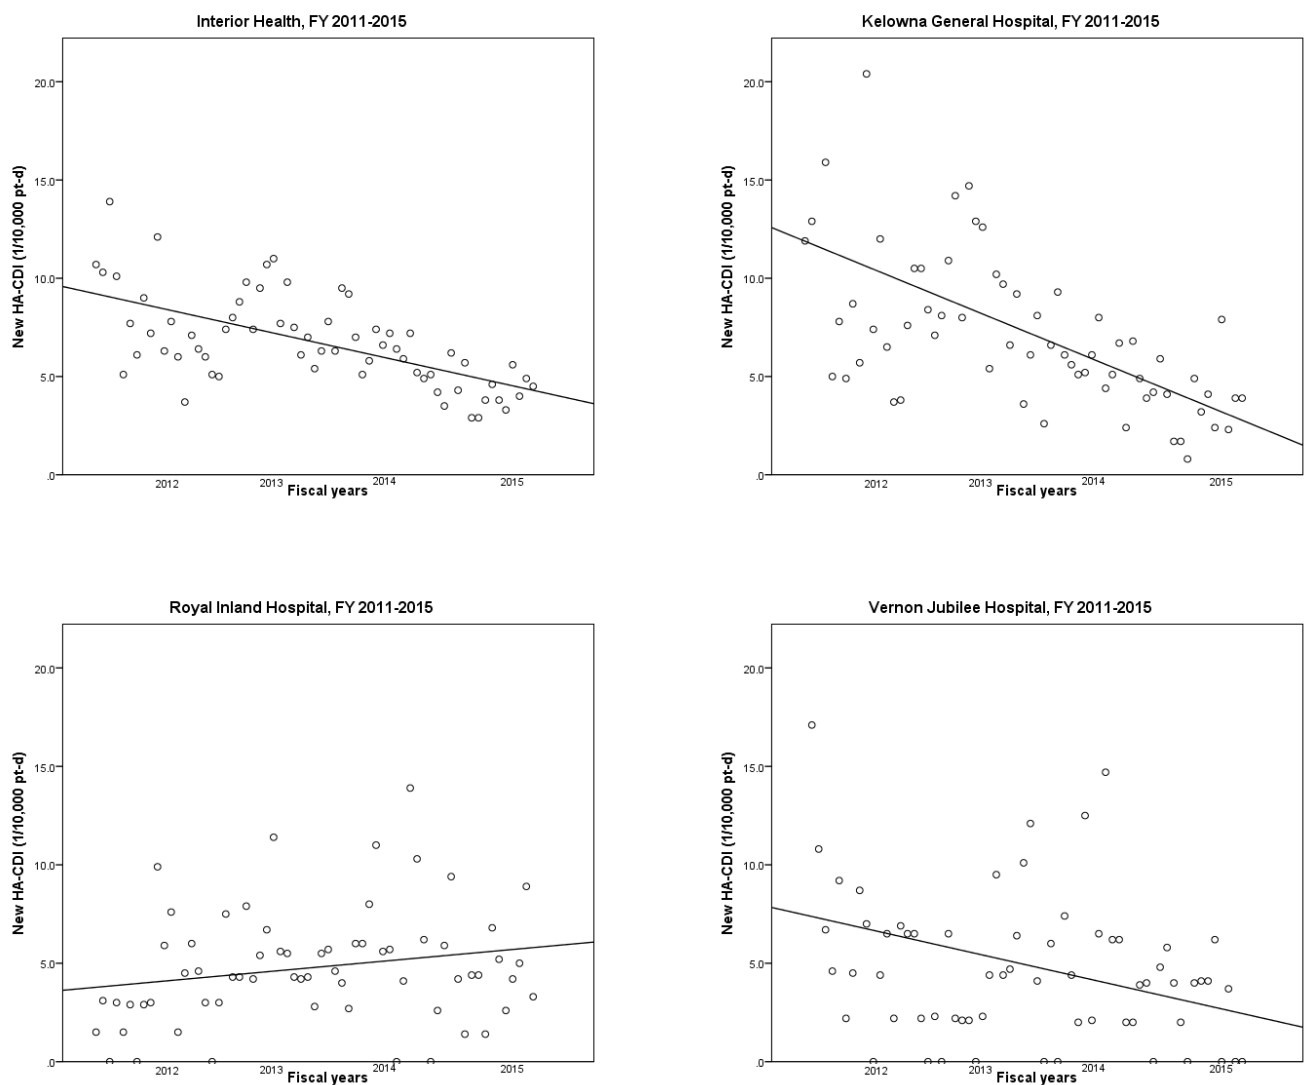 Interior Health, FY 2011-2015
New HA-CDI (1/10,000 pt-d)
20.0
15.0
10.0
5.0
.0
2012 2013 2014 2015
Fiscal years
Kelowna General Hospital, FY 2011-2015
New HA-CDI (1/10,000 pt-d)
20.0
15.0
10.0
5.0
.0
2012 2013 2014 2015
Fiscal years
Royal Inland Hospital, FY 2011-2015
New HA-CDI (1/10,000 pt-d)
20.0
15.0
10.0
5.0
.0
2012 2013 2014 2015
Fiscal years
Vernon Jubilee Hospital, FY 2011-2015
New HA-CDI (1/10,000 pt-d)
20.0
15.0
10.0
5.0
.0
2012 2013 2014 2015
Fiscal years